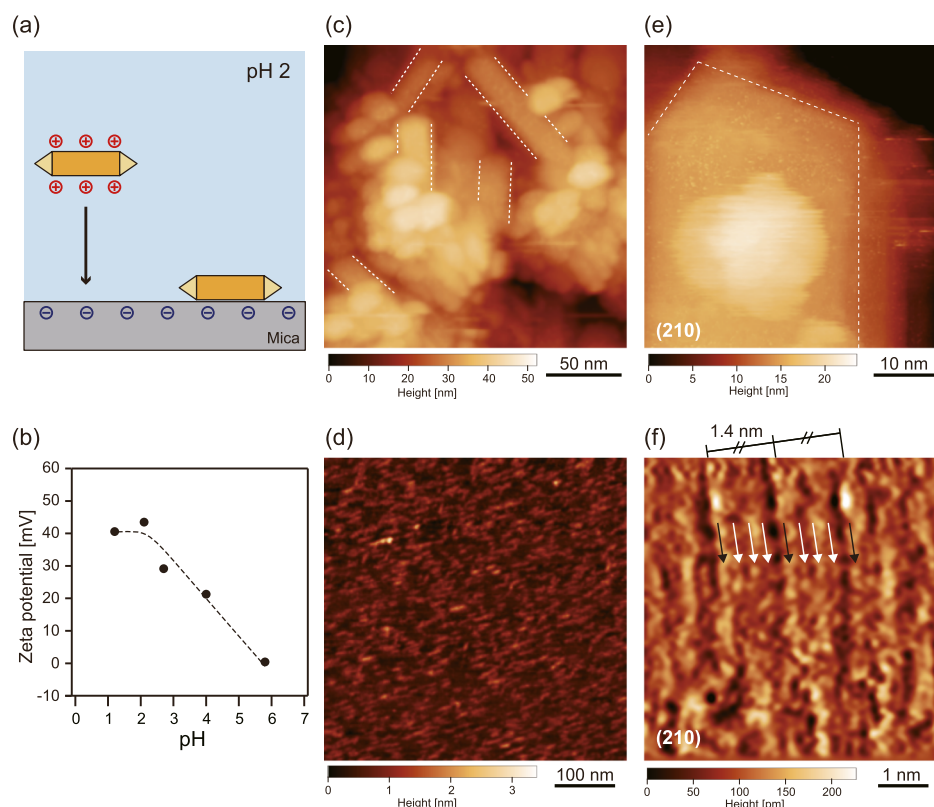 (a)
pH 2
Mica
(b)
Zeta potential [mV]
60
50
40
30
20
10
0
-10
0 1 2 3 4 5 6 7
pH
(c)
0 10 20 30 40 50
Height [nm]
50 nm
(d)
0 1 2 3
Height [nm]
100 nm
(e)
(210)
0 5 10 15 20
Height [nm]
10 nm
(f)
1.4 nm
(210)
0 50 100 150 200
Height [nm]
1 nm